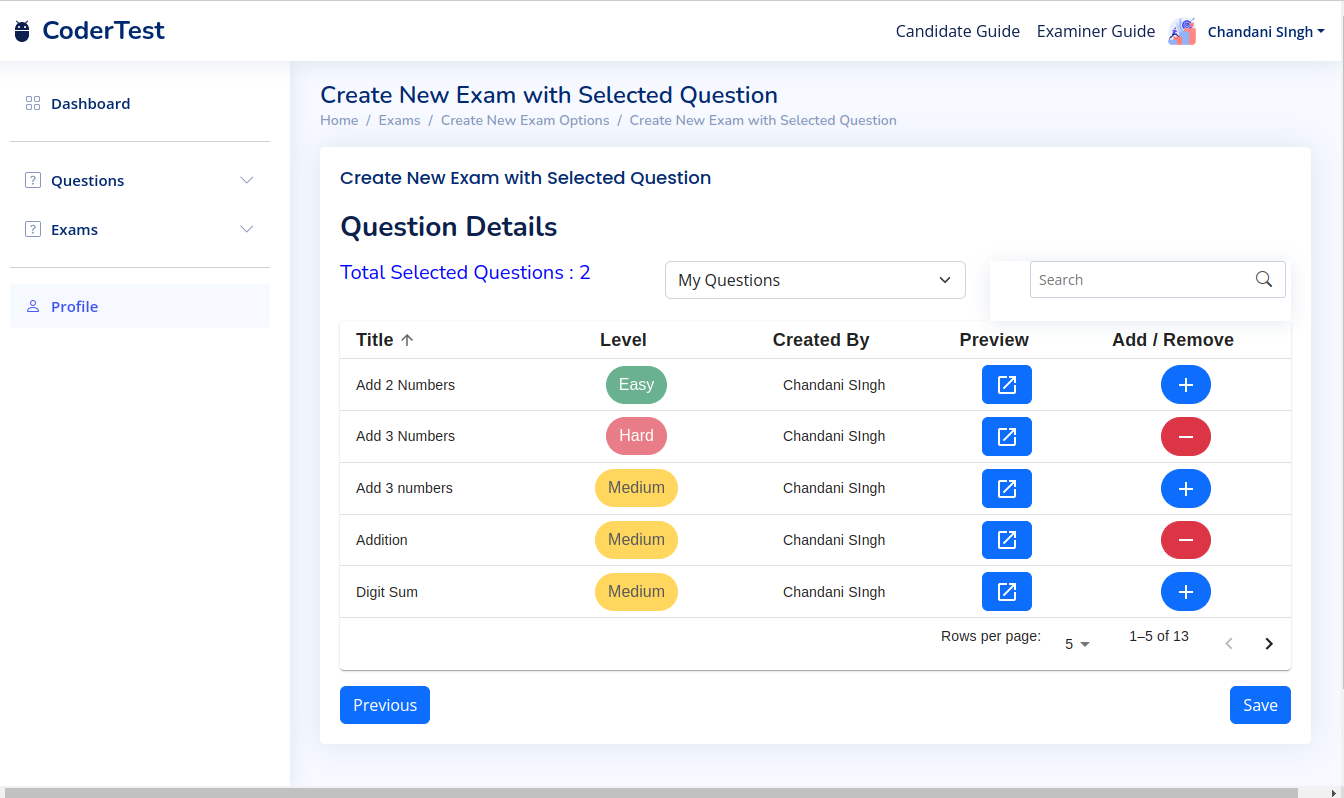 CoderTest
Candidate Guide Examiner Guide Chandani SIngh
Dashboard
Questions
Exams
Profile
Create New Exam with Selected Question
Home / Exams / Create New Exam Options / Create New Exam with Selected Question
Create New Exam with Selected Question
Question Details
Total Selected Questions : 2 My Questions Search
Title Level Created By Preview Add / Remove
Add 2 Numbers Easy Chandani SIngh
Add 3 Numbers Hard Chandani SIngh
Add 3 numbers Medium Chandani SIngh
Addition Medium Chandani SIngh
Digit Sum Medium Chandani SIngh
Rows per page: 5 1–5 of 13
Previous Save